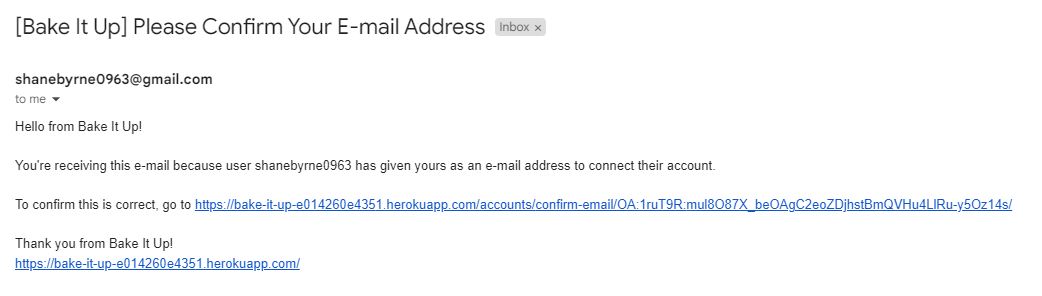 [Bake It Up] Please Confirm Your E-mail Address Inbox ×
shanebyrne0963@gmail.com
to me
Hello from Bake It Up!
You're receiving this e-mail because user shanebyrne0963 has given yours as an e-mail address to connect their account.
To confirm this is correct, go to https://bake-it-up-e014260e4351.herokuapp.com/accounts/confirm-email/OA:1ruT9R:mul8O87X_beOAgC2eoZDjhstBmQVHu4LlRu-y5Oz14s/
Thank you from Bake It Up!
https://bake-it-up-e014260e4351.herokuapp.com/